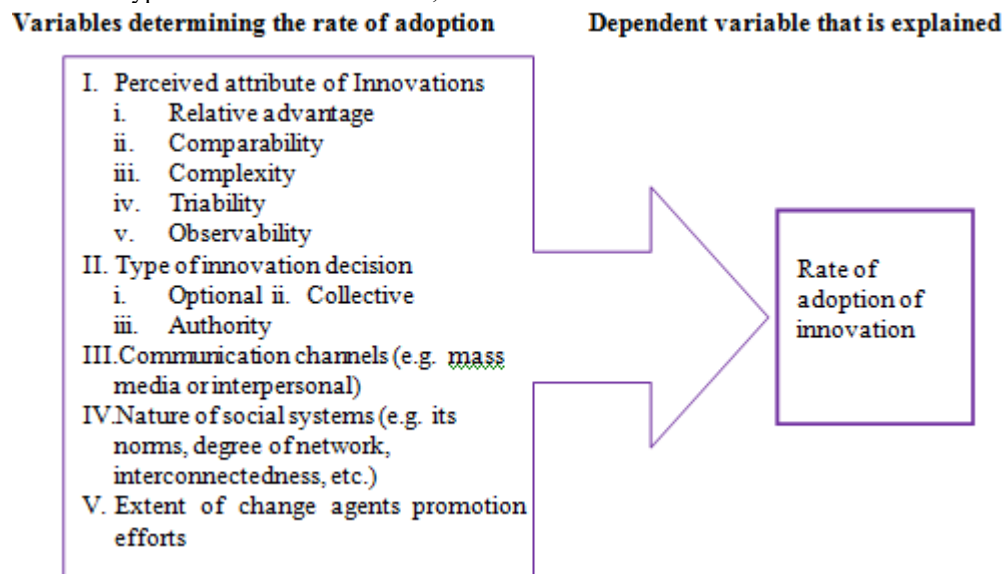 Variables determining the rate of adoption
Dependent variable that is explained
I. Perceived attribute of Innovations
i. Relative advantage
ii. Comparability
iii. Complexity
iv. Triability
v. Observability
II. Type of innovation decision
i. Optional ii. Collective
iii. Authority
III.Communication channels (e.g. mass
media or interpersonal)
IV.Nature of social systems (e.g. its
norms, degree of network,
interconnectedness, etc.)
V. Extent of change agents promotion
efforts
Rate of
adoption of
innovation